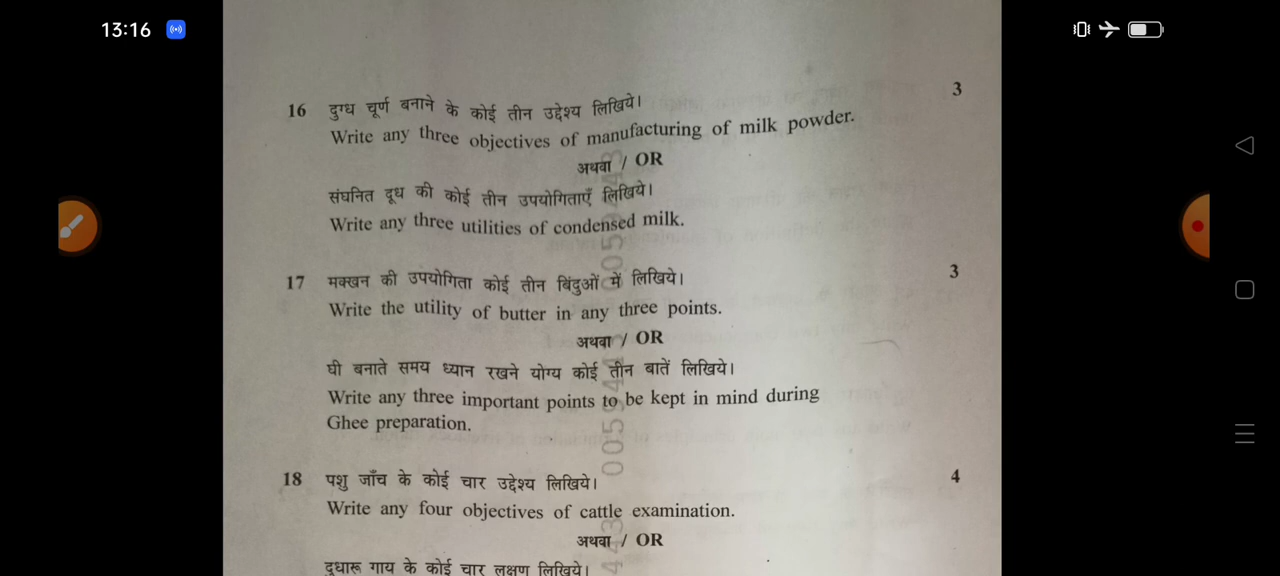 13:16
16 दुग्ध चूर्ण बनाने के कोई तीन उद्देश्य लिखिये। 3
Write any three objectives of manufacturing of milk powder.
अथवा / OR
संघनित दूध की कोई तीन उपयोगिताएँ लिखिये।
Write any three utilities of condensed milk.
17 मक्खन की उपयोगिता कोई तीन बिंदुओं में लिखिये। 3
Write the utility of butter in any three points.
अथवा / OR
घी बनाते समय ध्यान रखने योग्य कोई तीन बातें लिखिये।
Write any three important points to be kept in mind during
Ghee preparation.
18 पशु जाँच के कोई चार उद्देश्य लिखिये। 4
Write any four objectives of cattle examination.
अथवा / OR
दुधारू गाय के कोई चार लक्षण लिखिये।